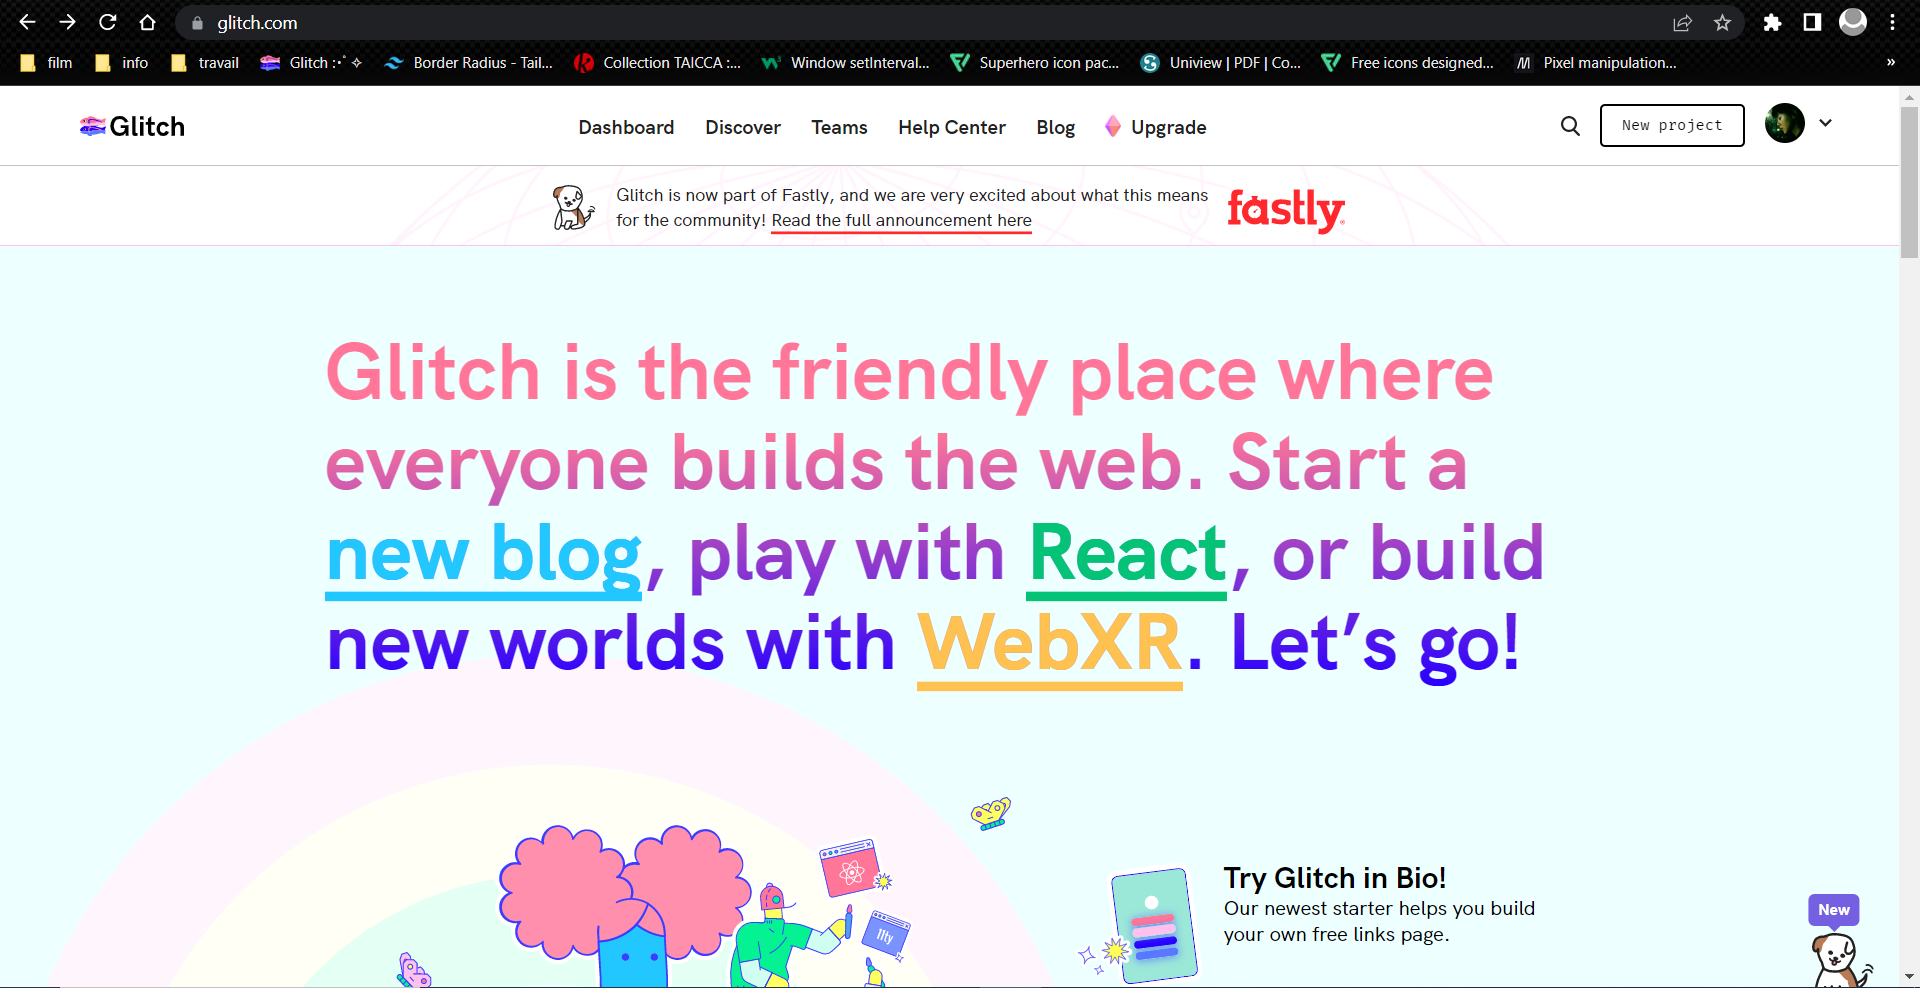 glitch.com
film
info
travail
Glitch :･ﾟ✧
Border Radius - Tail...
Collection TAICCA :...
Window setInterval...
Superhero icon pac...
Uniview | PDF | Co...
Free icons designed...
Pixel manipulation...
»
Glitch
Dashboard
Discover
Teams
Help Center
Blog
Upgrade
New project
Glitch is now part of Fastly, and we are very excited about what this means
for the community! Read the full announcement here
fastly
Glitch is the friendly place where
everyone builds the web. Start a
new blog, play with React, or build
new worlds with WebXR. Let’s go!
11ty
Try Glitch in Bio!
Our newest starter helps you build
your own free links page.
New